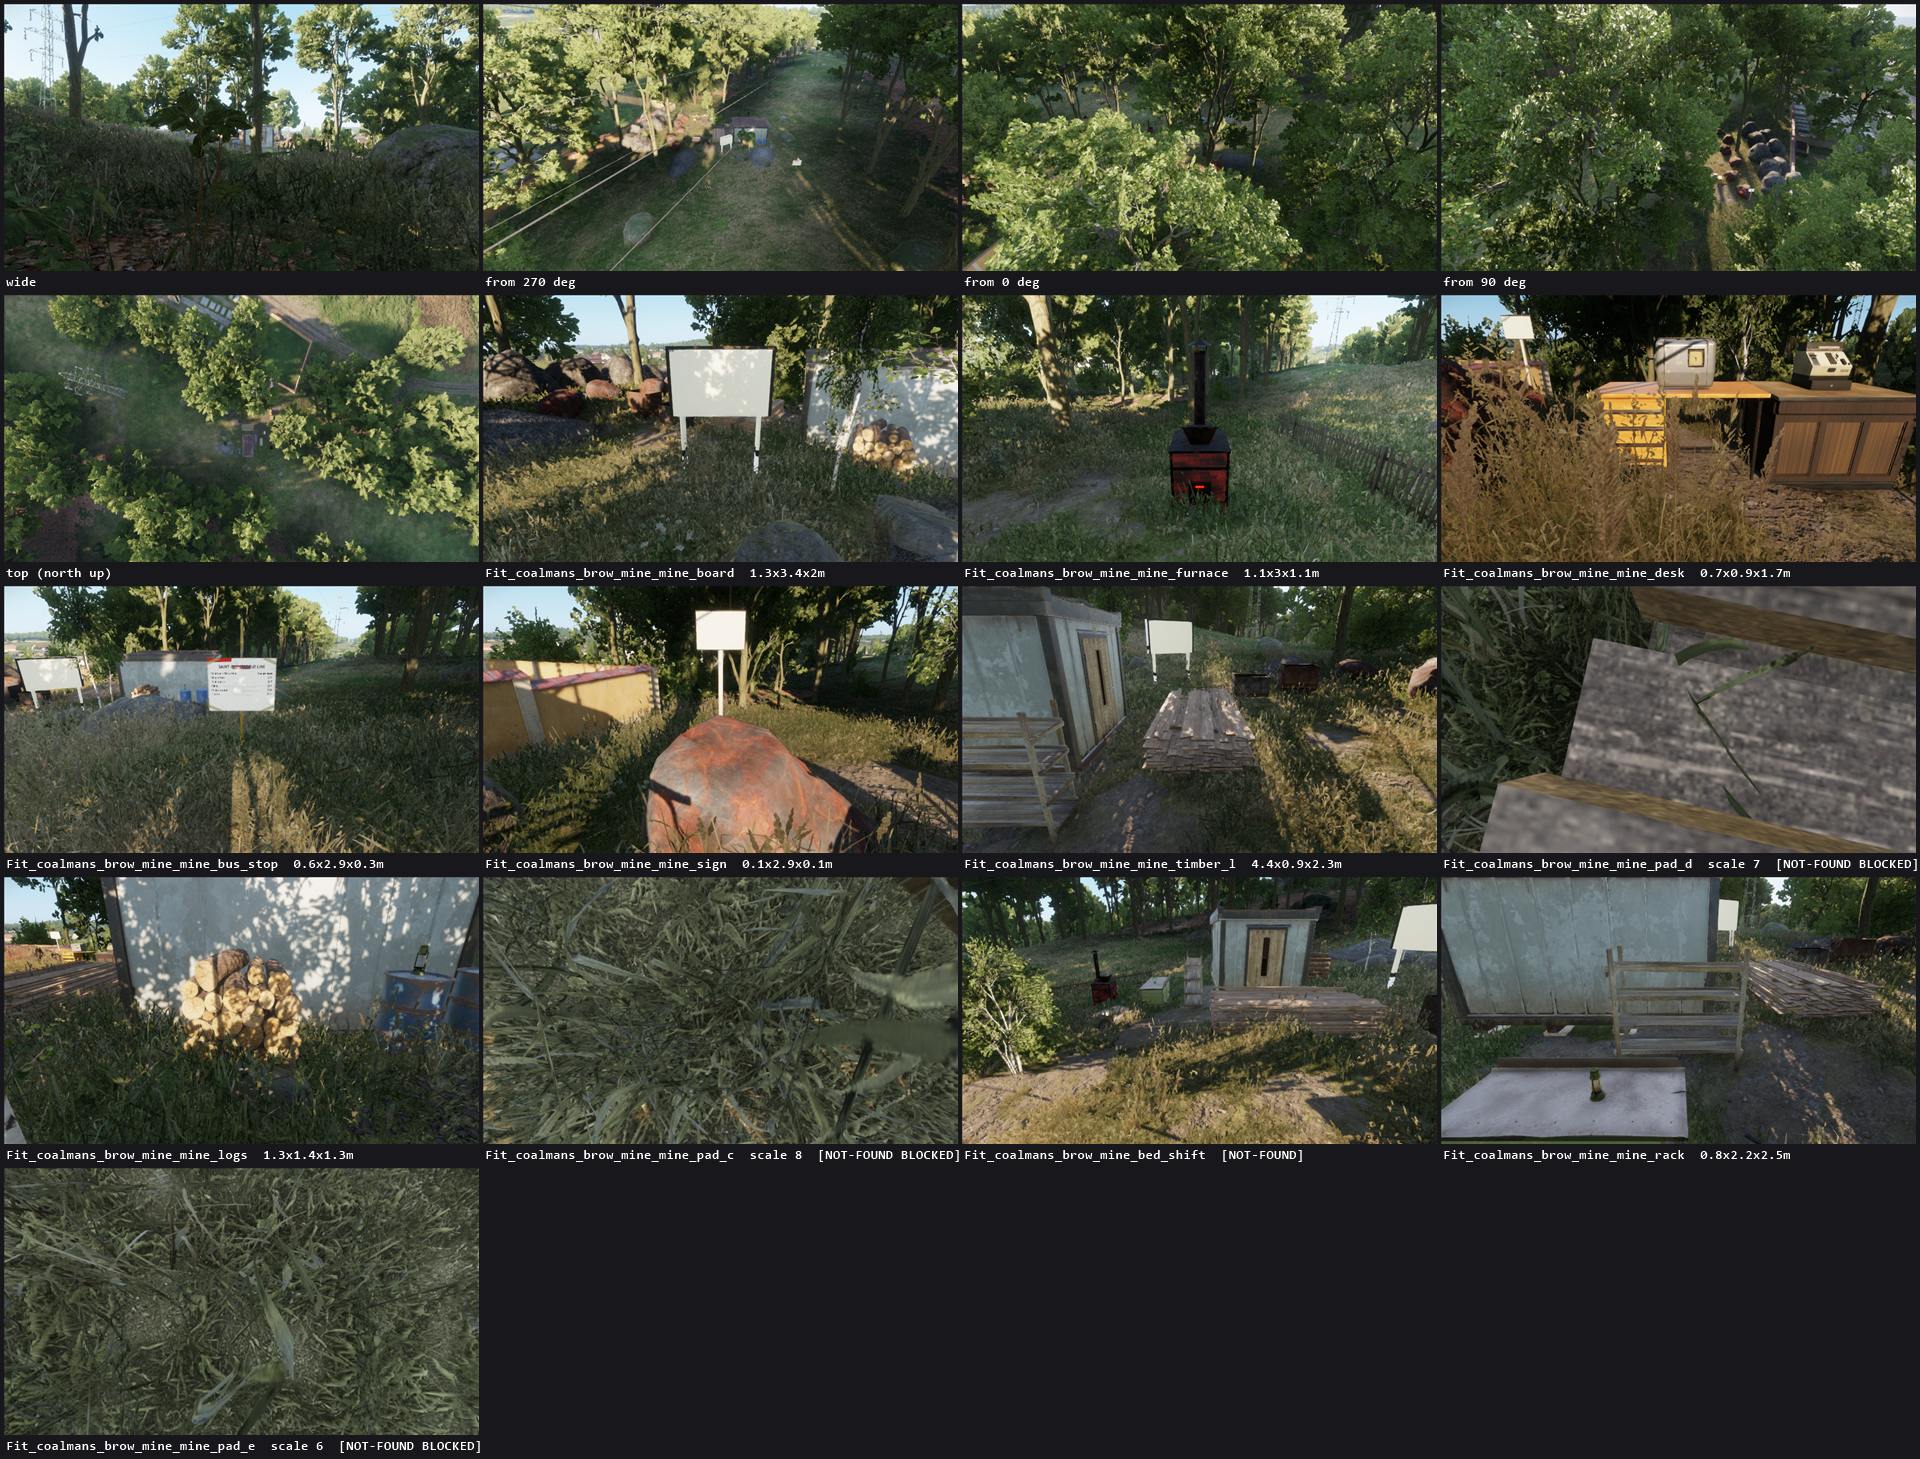 wide
from 270 deg
from 0 deg
from 90 deg
top (north up)
Fit_coalmans_brow_mine_mine_board  1.3x3.4x2m
Fit_coalmans_brow_mine_mine_furnace  1.1x3x1.1m
Fit_coalmans_brow_mine_mine_desk  0.7x0.9x1.7m
Fit_coalmans_brow_mine_mine_bus_stop  0.6x2.9x0.3m
Fit_coalmans_brow_mine_mine_sign  0.1x2.9x0.1m
Fit_coalmans_brow_mine_mine_timber_l  4.4x0.9x2.3m
Fit_coalmans_brow_mine_mine_pad_d  scale 7  [NOT-FOUND BLOCKED]
Fit_coalmans_brow_mine_mine_logs  1.3x1.4x1.3m
Fit_coalmans_brow_mine_mine_pad_c  scale 8  [NOT-FOUND BLOCKED]
Fit_coalmans_brow_mine_bed_shift  [NOT-FOUND]
Fit_coalmans_brow_mine_mine_rack  0.8x2.2x2.5m
Fit_coalmans_brow_mine_mine_pad_e  scale 6  [NOT-FOUND BLOCKED]